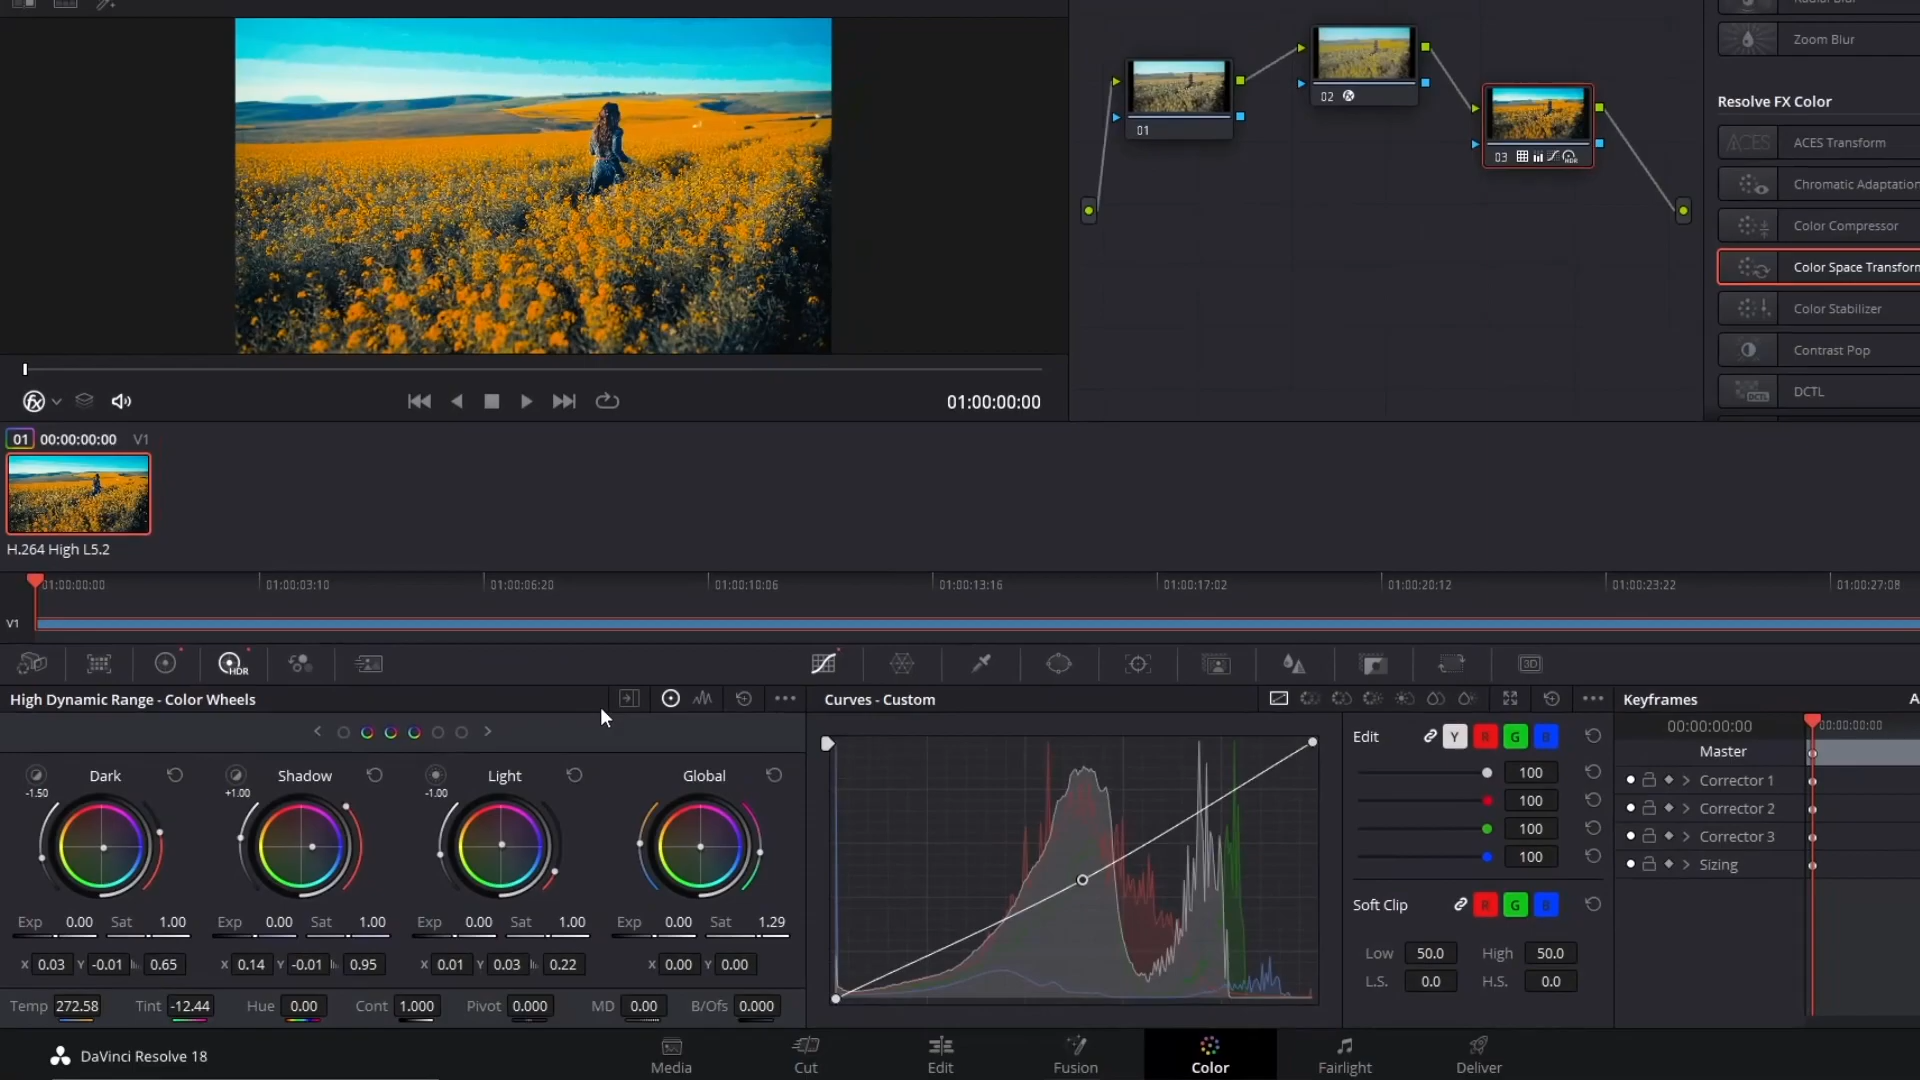 Zoom Blur
Resolve FX Color
ACES Transform
Chromatic Adaptation
Color Compressor
Color Space Transform
Color Stabilizer
Contrast Pop
DCTL
01
02
03
01:00:00:00
01 00:00:00:00 V1
H.264 High L5.2
01:00:00:00 01:00:03:10 01:00:06:20 01:00:10:06 01:00:13:16 01:00:17:02 01:00:20:12 01:00:23:22 01:00:27:08
V1
HDR
3D
High Dynamic Range - Color Wheels
Dark Shadow Light Global
-1.50 +1.00 -1.00
Exp 0.00 Sat 1.00 Exp 0.00 Sat 1.00 Exp 0.00 Sat 1.00 Exp 0.00 Sat 1.29
X 0.03 Y -0.01 0.65 X 0.14 Y -0.01 0.95 X 0.01 Y 0.03 0.22 X 0.00 Y 0.00
Temp 272.58 Tint -12.44 Hue 0.00 Cont 1.000 Pivot 0.000 MD 0.00 B/Ofs 0.000
Curves - Custom
Edit Y R G B
100
100
100
100
Soft Clip R G B
Low 50.0 High 50.0
L.S. 0.0 H.S. 0.0
Keyframes A
00:00:00:00 00:00:00:00
Master
Corrector 1
Corrector 2
Corrector 3
Sizing
DaVinci Resolve 18
Media Cut Edit Fusion Color Fairlight Deliver